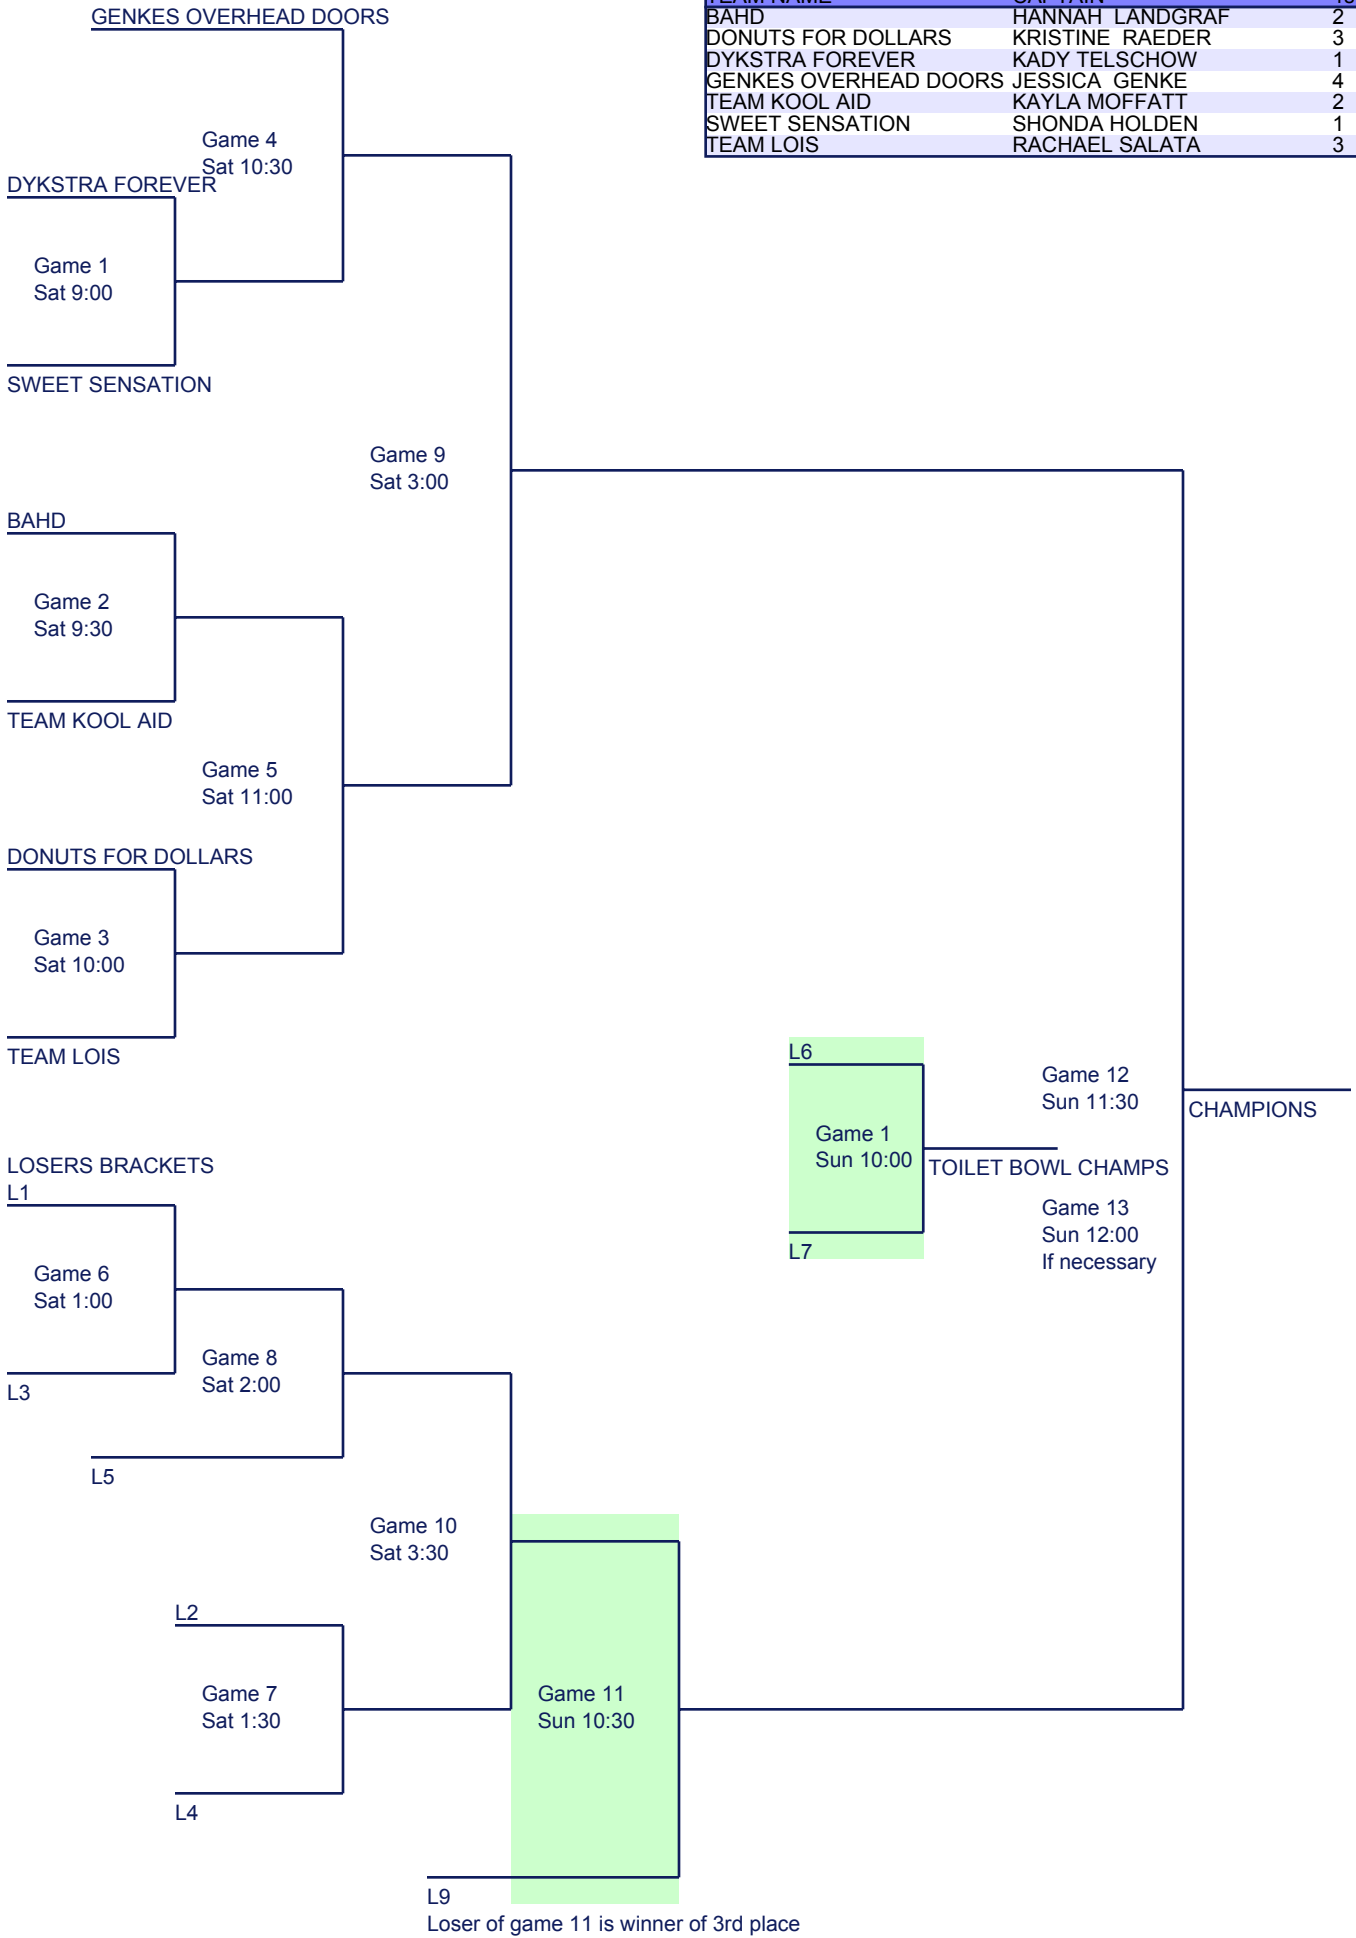 GENKES OVERHEAD DOORS
BAHD HANNAH LANDGRAF 2
DONUTS FOR DOLLARS KRISTINE RAEDER 3
DYKSTRA FOREVER KADY TELSCHOW 1
GENKES OVERHEAD DOORS JESSICA GENKE 4
TEAM KOOL AID KAYLA MOFFATT 2
SWEET SENSATION SHONDA HOLDEN 1
TEAM LOIS RACHAEL SALATA 3
Game 4
Sat 10:30
DYKSTRA FOREVER
Game 1
Sat 9:00
SWEET SENSATION
Game 9
Sat 3:00
BAHD
Game 2
Sat 9:30
TEAM KOOL AID
Game 5
Sat 11:00
DONUTS FOR DOLLARS
Game 3
Sat 10:00
TEAM LOIS
L6
Game 12
Sun 11:30
CHAMPIONS
Game 1
Sun 10:00
TOILET BOWL CHAMPS
Game 13
Sun 12:00
If necessary
L7
LOSERS BRACKETS
L1
Game 6
Sat 1:00
L3
Game 8
Sat 2:00
L5
Game 10
Sat 3:30
L2
Game 7
Sat 1:30
L4
Game 11
Sun 10:30
L9
Loser of game 11 is winner of 3rd place